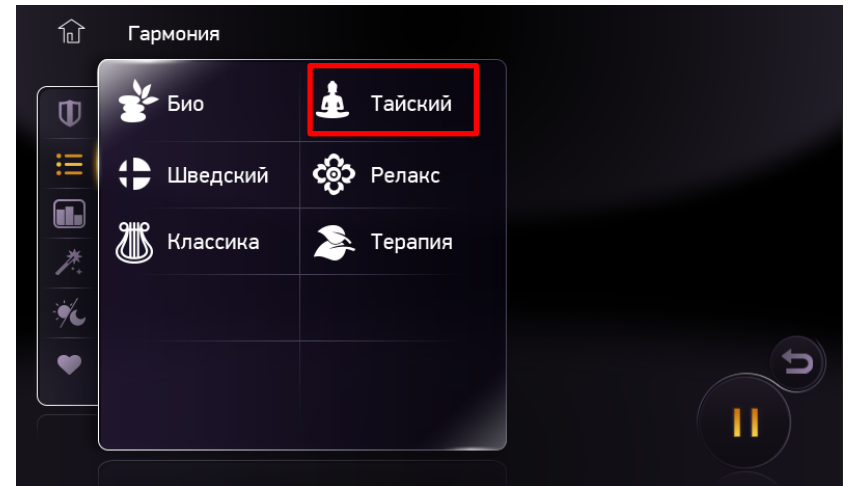 Гармония
Био
Тайский
Шведский
Релакс
Классика
Терапия